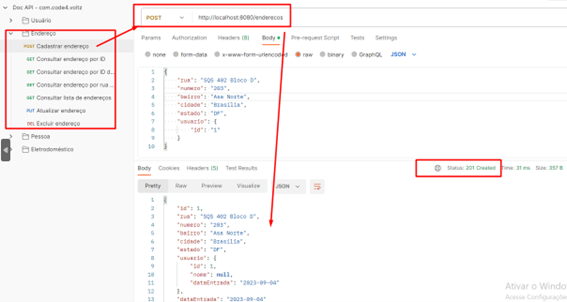 Doc API - com.code4.voltz
Usuário
Endereço
POST Cadastrar endereço
GET Consultar endereço por ID
GET Consultar endereço por ID d...
GET Consultar endereço por rua ...
GET Consultar lista de endereços
PUT Atualizar endereço
DEL Excluir endereço
Pessoa
Eletrodoméstico
POST http://localhost:8080/enderecos
Params Authorization Headers (8) Body Pre-request Script Tests Settings
none form-data x-www-form-urlencoded raw binary GraphQL JSON
1 {
2 "rua": "SQS 402 Bloco D",
3 "numero": "203",
4 "bairro": "Asa Norte",
5 "cidade": "Brasilia",
6 "estado": "DF",
7 "usuario": {
8 "id": "1"
9 }
10 }
Body Cookies Headers (5) Test Results Status: 201 Created Time: 31 ms Size: 357 B
Pretty Raw Preview Visualize JSON
1 {
2 "id": 1,
3 "rua": "SQS 402 Bloco D",
4 "numero": "203",
5 "bairro": "Asa Norte",
6 "cidade": "Brasilia",
7 "estado": "DF",
8 "usuario": {
9 "id": 1,
10 "nome": null,
11 "dataEntrada": "2023-09-04"
12 },
13 "dataEntrada": "2023-09-04"
Ativar o Windo
Acesse Configurações